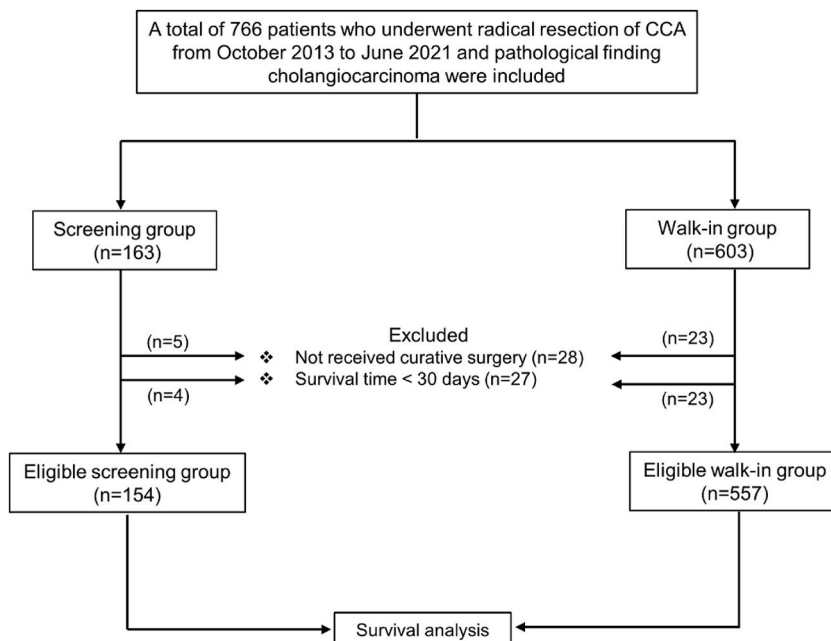 A total of 766 patients who underwent radical resection of CCA
from October 2013 to June 2021 and pathological finding
cholangiocarcinoma were included
Screening group
(n=163)
Walk-in group
(n=603)
Excluded
(n=5)
(n=23)
❖ Not received curative surgery (n=28)
❖ Survival time < 30 days (n=27)
(n=4)
(n=23)
Eligible screening group
(n=154)
Eligible walk-in group
(n=557)
Survival analysis